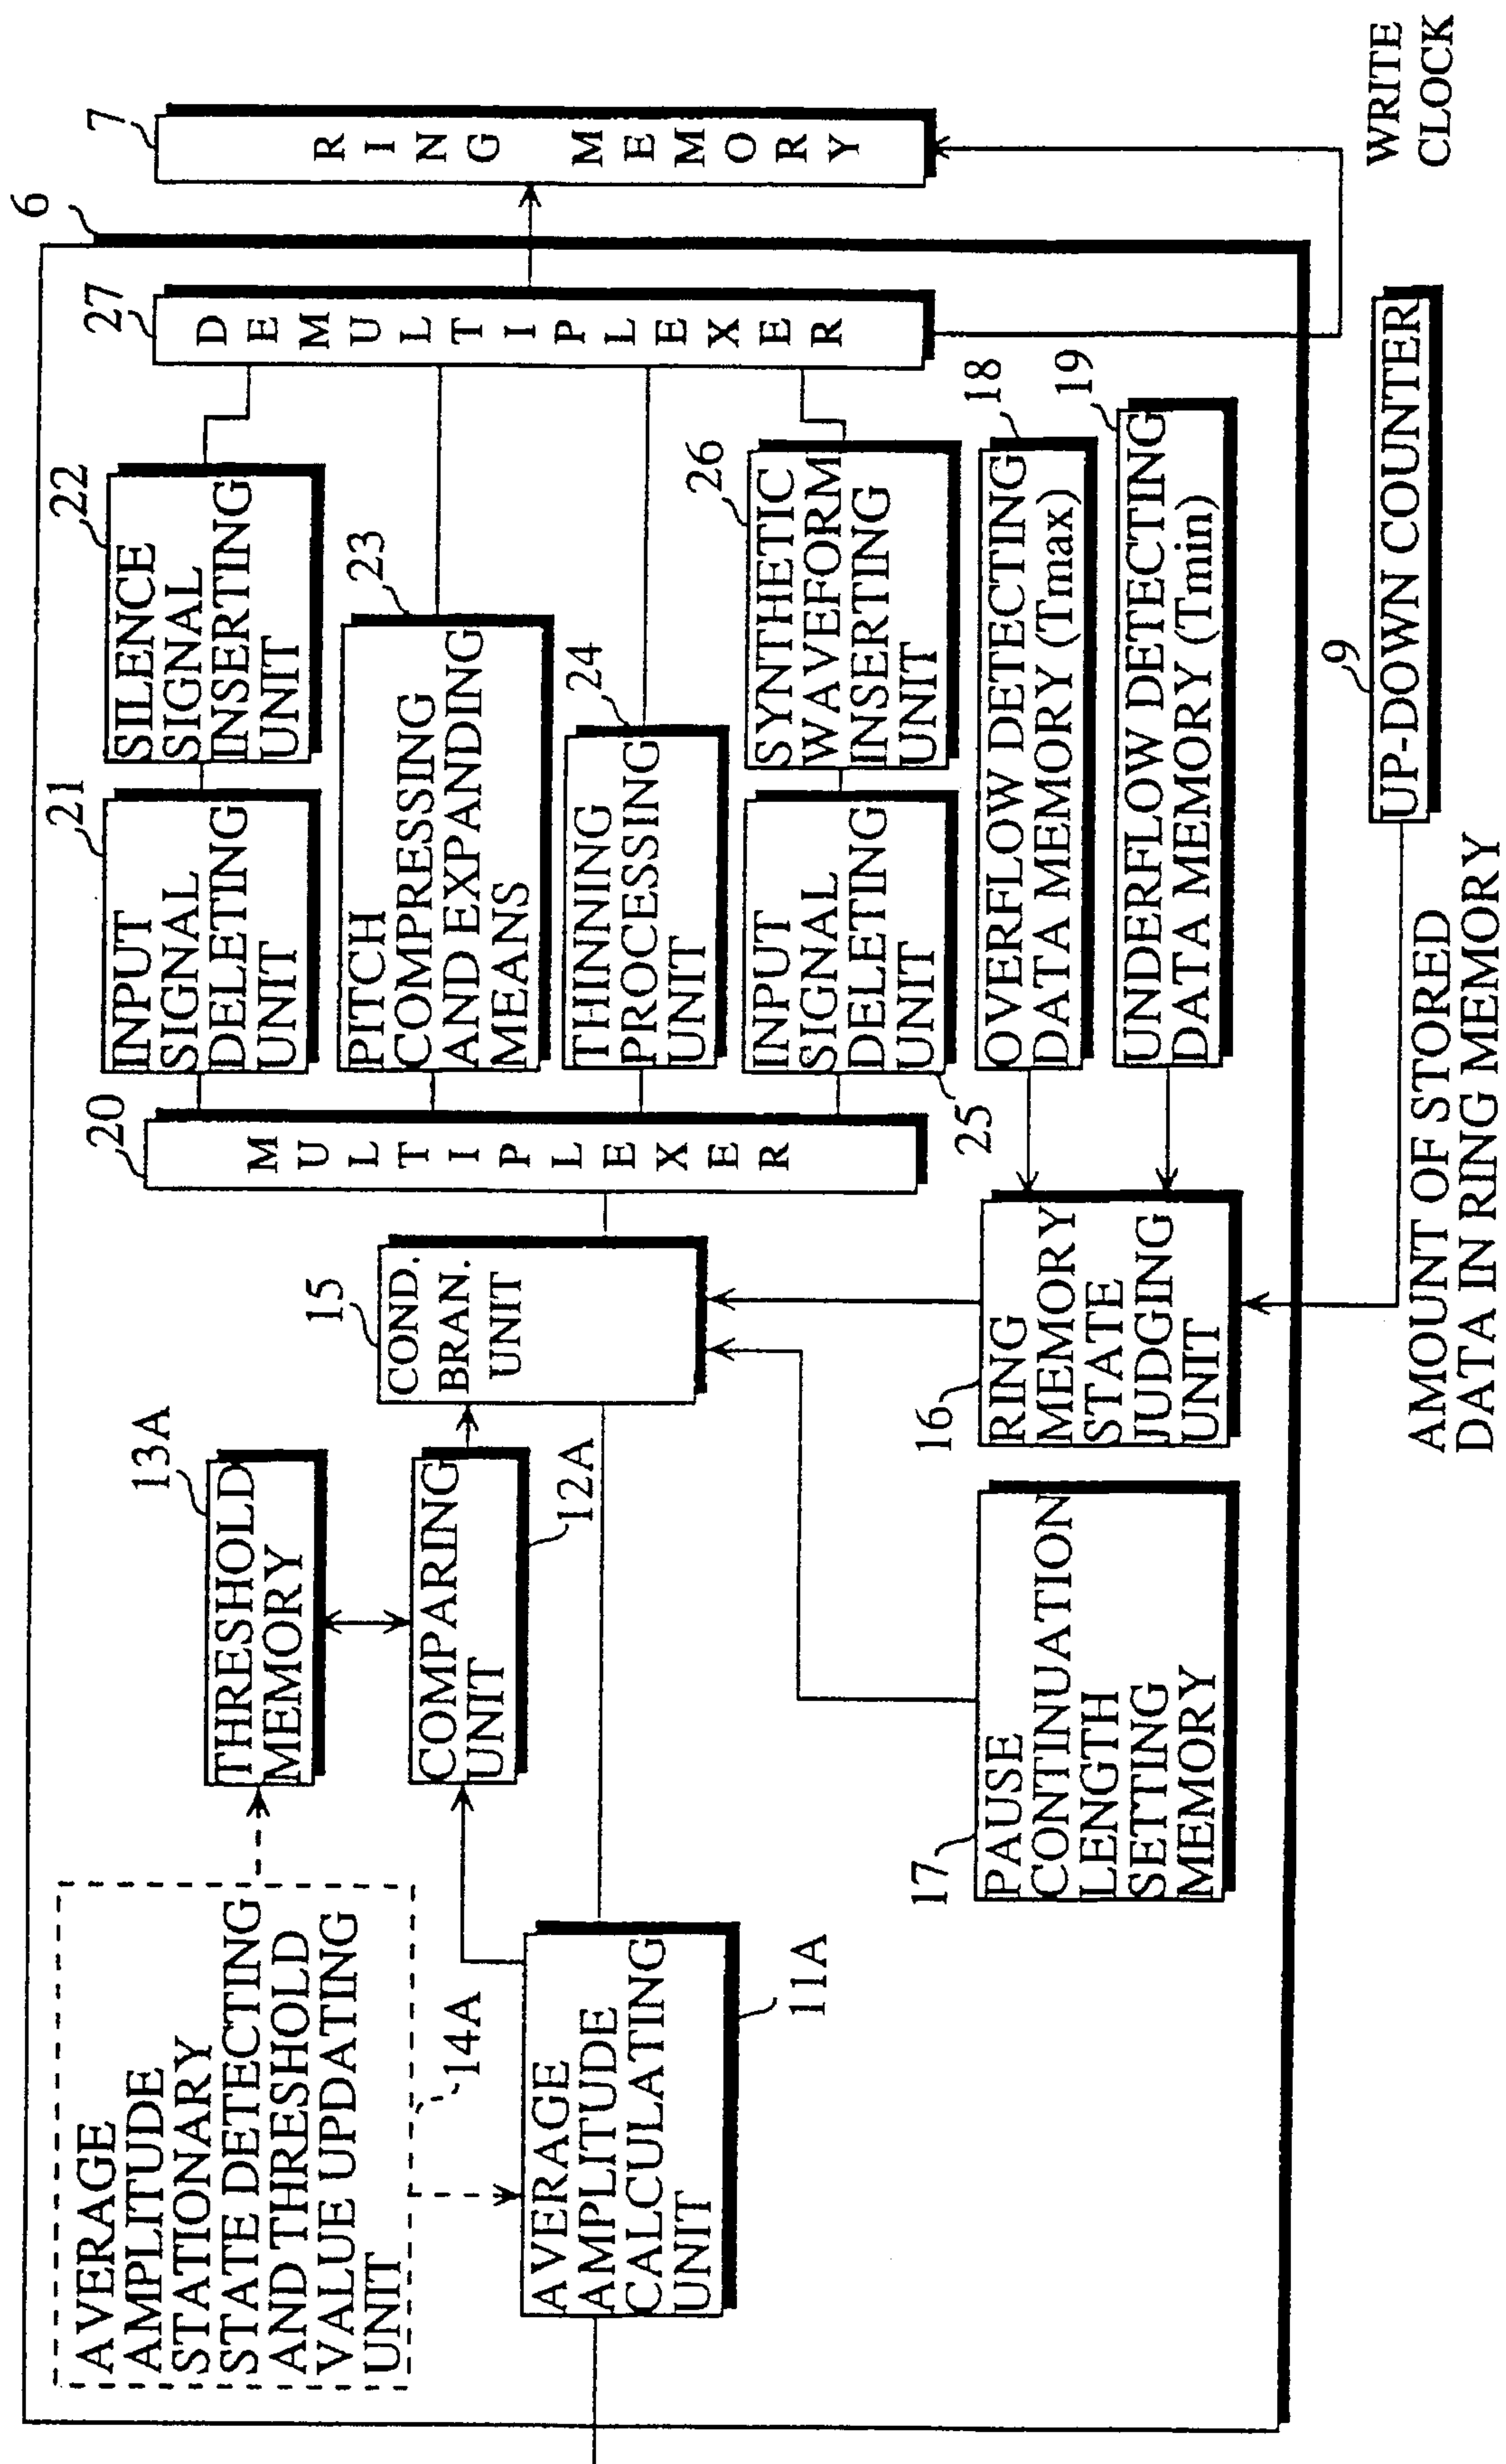 AVERAGE
AMPLITUDE
STATIONARY
STATE DETECTING
AND THRESHOLD
VALUE UPDATING
UNIT
14A
13A
THRESHOLD
MEMORY
COMPARING
UNIT
12A
AVERAGE
AMPLITUDE
CALCULATING
UNIT
11A
15
COND.
BRAN.
UNIT
17
PAUSE
CONTINUATION
LENGTH
SETTING
MEMORY
16
RING
MEMORY
STATE
JUDGING
UNIT
20
MULTIPLEXER
21
INPUT
SIGNAL
DELETING
UNIT
22
SILENCE
SIGNAL
INSERTING
UNIT
23
PITCH
COMPRESSING
AND EXPANDING
MEANS
24
THINNING
PROCESSING
UNIT
25
INPUT
SIGNAL
DELETING
UNIT
26
SYNTHETIC
WAVEFORM
INSERTING
UNIT
18
OVERFLOW DETECTING
DATA MEMORY (Tmax)
19
UNDERFLOW DETECTING
DATA MEMORY (Tmin)
27
DEMULTIPLEXER
6
7
RING MEMORY
9
UP-DOWN COUNTER
AMOUNT OF STORED
DATA IN RING MEMORY
WRITE
CLOCK